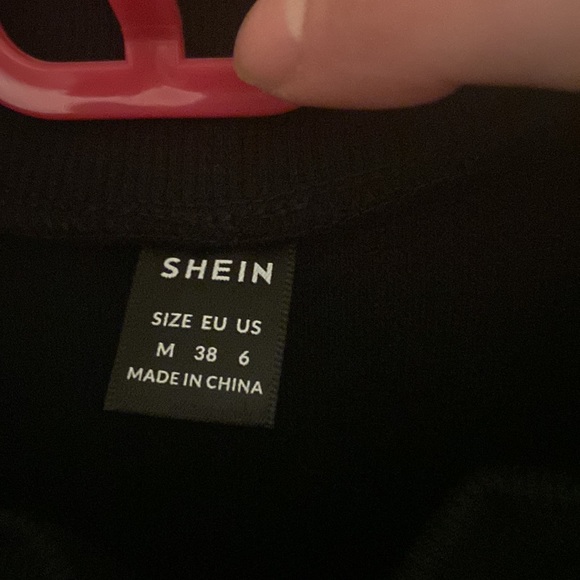 SHEIN
SIZE EU US
M 38 6
MADE IN CHINA